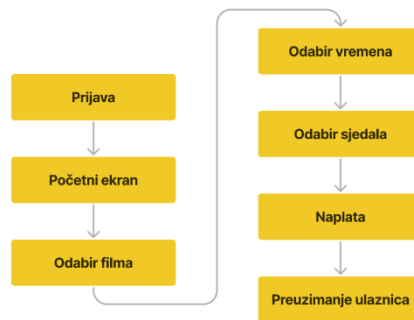 Prijava
Početni ekran
Odabir filma
Odabir vremena
Odabir sjedala
Naplata
Preuzimanje ulaznica